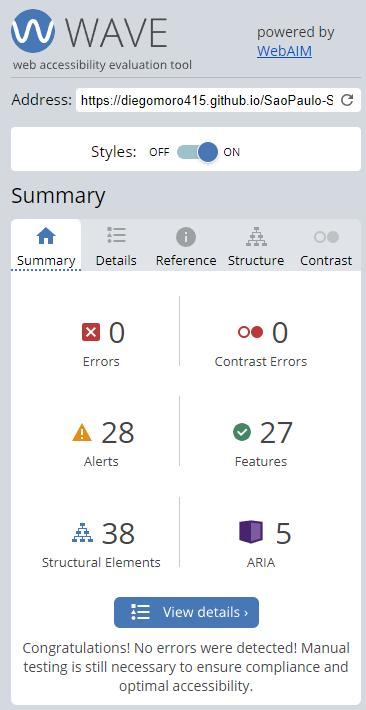 WAVE
web accessibility evaluation tool
powered by
WebAIM
Address: https://diegomoro415.github.io/SaoPaulo-S
Styles: OFF ON
Summary
Summary Details Reference Structure Contrast
0 0
Errors Contrast Errors
28 27
Alerts Features
38 5
Structural Elements ARIA
View details ›
Congratulations! No errors were detected! Manual
testing is still necessary to ensure compliance and
optimal accessibility.